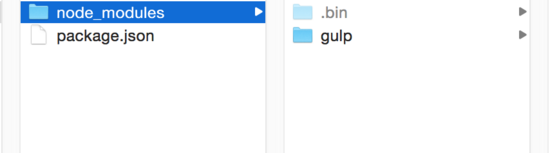 node_modules
package.json
.bin
gulp